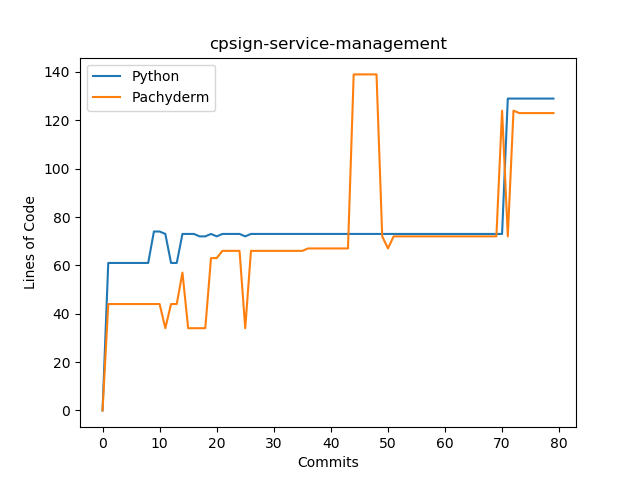 cpsign-service-management
Python
Pachyderm
Lines of Code
140
120
100
80
60
40
20
0
0 10 20 30 40 50 60 70 80
Commits